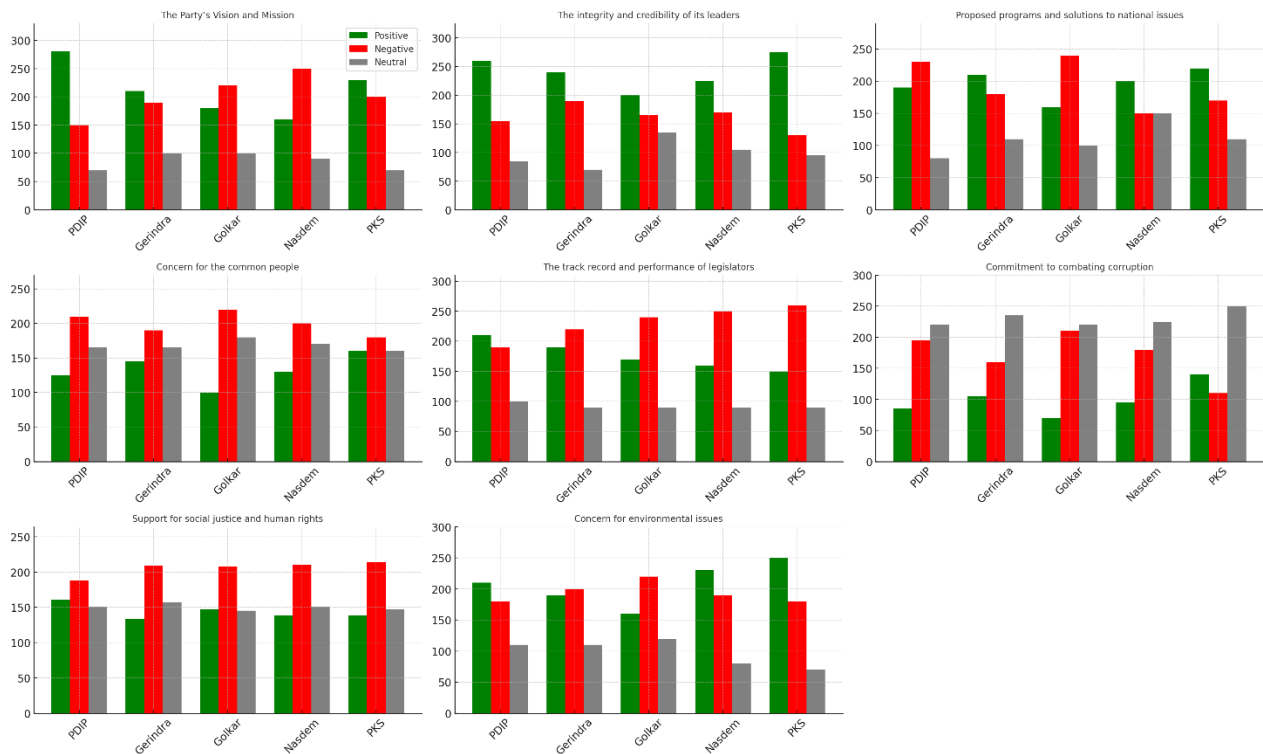 The Party's Vision and Mission
300
250
200
150
100
50
0
PDIP
Gerindra
Golkar
Nasdem
PKS
Positive
Negative
Neutral
The integrity and credibility of its leaders
300
250
200
150
100
50
0
PDIP
Gerindra
Golkar
Nasdem
PKS
Proposed programs and solutions to national issues
250
200
150
100
50
0
PDIP
Gerindra
Golkar
Nasdem
PKS
Concern for the common people
250
200
150
100
50
0
PDIP
Gerindra
Golkar
Nasdem
PKS
The track record and performance of legislators
300
250
200
150
100
50
0
PDIP
Gerindra
Golkar
Nasdem
PKS
Commitment to combating corruption
300
250
200
150
100
50
0
PDIP
Gerindra
Golkar
Nasdem
PKS
Support for social justice and human rights
250
200
150
100
50
0
PDIP
Gerindra
Golkar
Nasdem
PKS
Concern for environmental issues
300
250
200
150
100
50
0
PDIP
Gerindra
Golkar
Nasdem
PKS